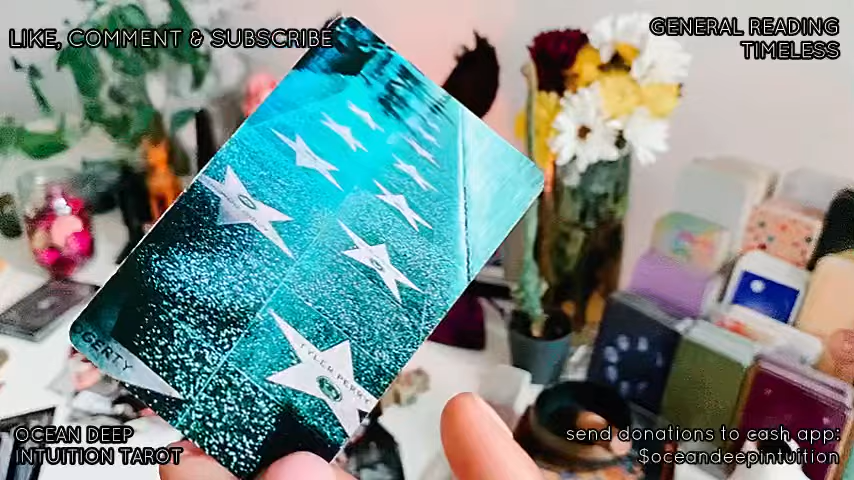 LIKE, COMMENT & SUBSCRIBE
GENERAL READING
TIMELESS
GERTY
TYLER PERRY
OCEAN DEEP
INTUITION TAROT
send donations to cash app:
$oceandeepintuition